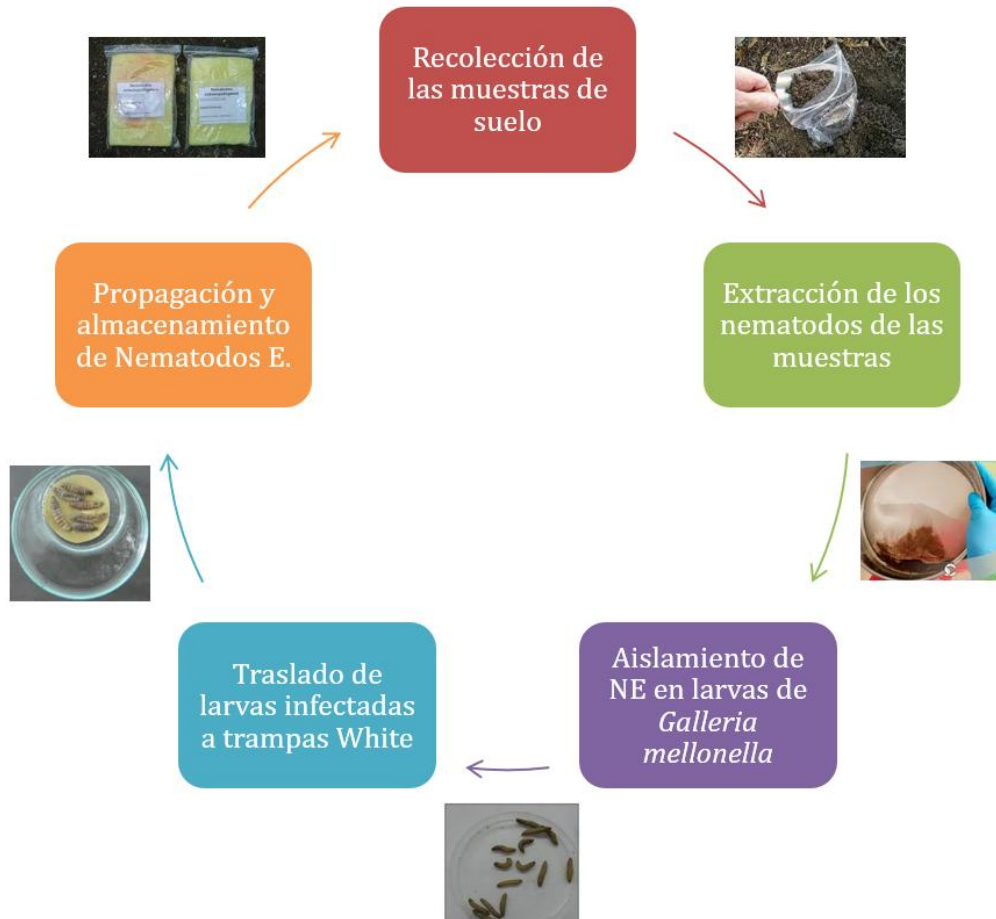 Recolección de
las muestras de
suelo
Extracción de los
nematodos de las
muestras
Aislamiento de
NE en larvas de
Galleria
mellonella
Traslado de
larvas infectadas
a trampas White
Propagación y
almacenamiento
de Nematodos E.